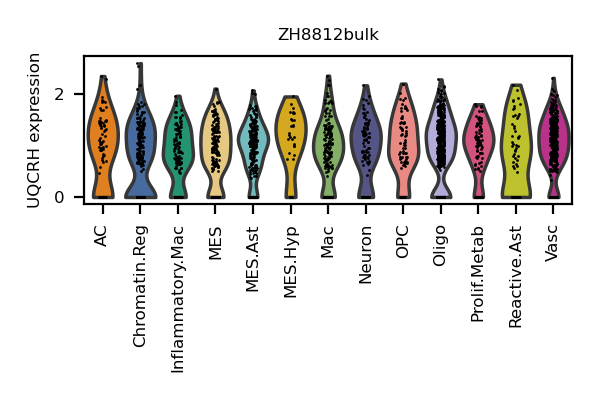 ZH8812bulk
UQCRH expression
2
0
AC
Chromatin.Reg
Inflammatory.Mac
MES
MES.Ast
MES.Hyp
Mac
Neuron
OPC
Oligo
Prolif.Metab
Reactive.Ast
Vasc